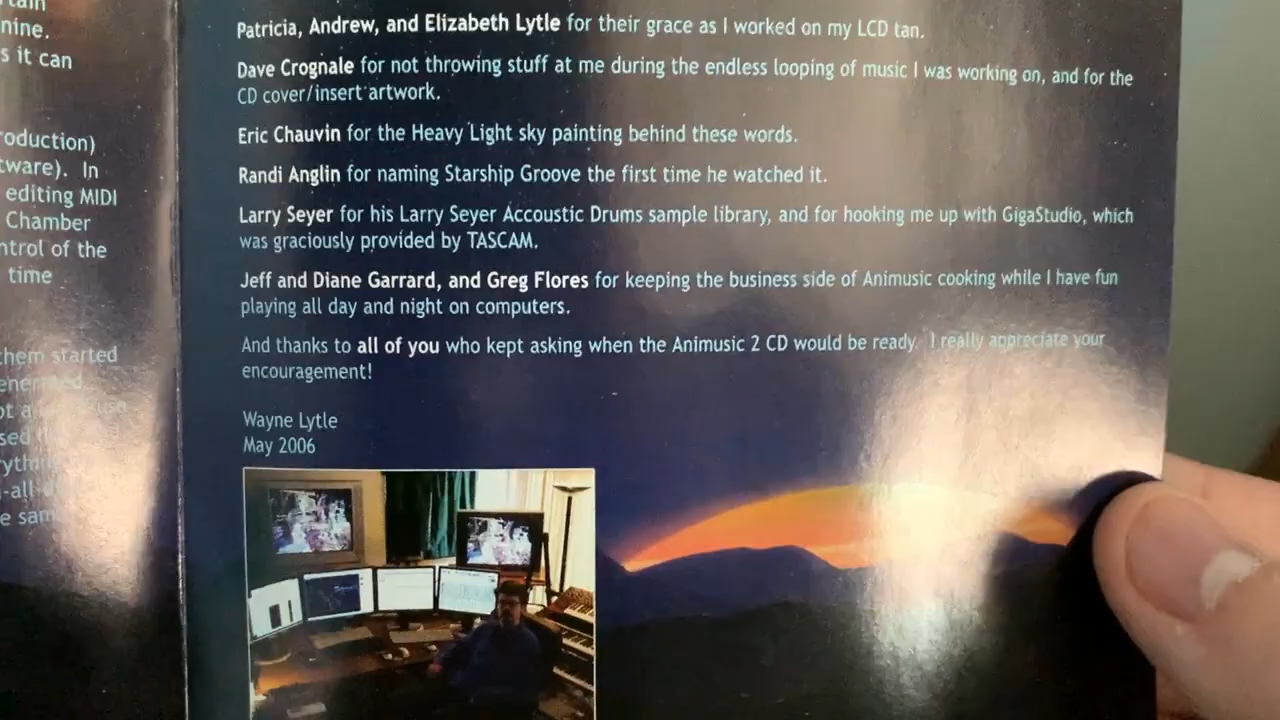 tain
nine.
s it can
roduction)
tware). In
editing MIDI
Chamber
ntrol of the
time
them started
Patricia, Andrew, and Elizabeth Lytle for their grace as I worked on my LCD tan.
Dave Crognale for not throwing stuff at me during the endless looping of music I was working on, and for the
CD cover/insert artwork.
Eric Chauvin for the Heavy Light sky painting behind these words.
Randi Anglin for naming Starship Groove the first time he watched it.
Larry Seyer for his Larry Seyer Accoustic Drums sample library, and for hooking me up with GigaStudio, which
was graciously provided by TASCAM.
Jeff and Diane Garrard, and Greg Flores for keeping the business side of Animusic cooking while I have fun
playing all day and night on computers.
And thanks to all of you who kept asking when the Animusic 2 CD would be ready. I really appreciate your
encouragement!
Wayne Lytle
May 2006